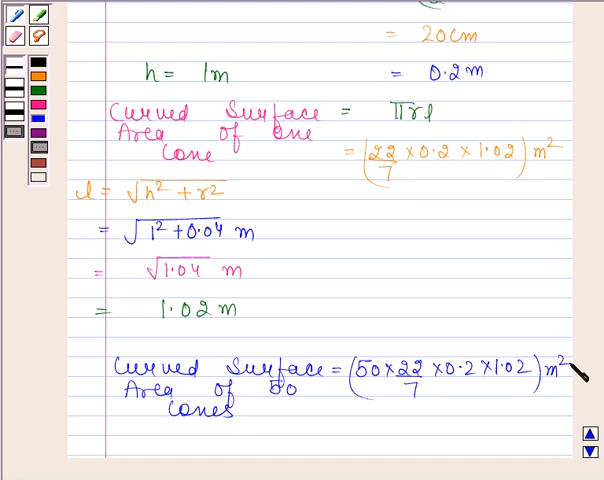 = 20cm
h = 1m = 0.2m
Curved Surface = πrl
Area of One
Cone = (22/7 × 0.2 × 1.02) m²
l = √h² + r²
= √1² + 0.04 m
= √1.04 m
= 1.02 m
Curved Surface = (50 × 22/7 × 0.2 × 1.02) m²
Area of 50
Cones